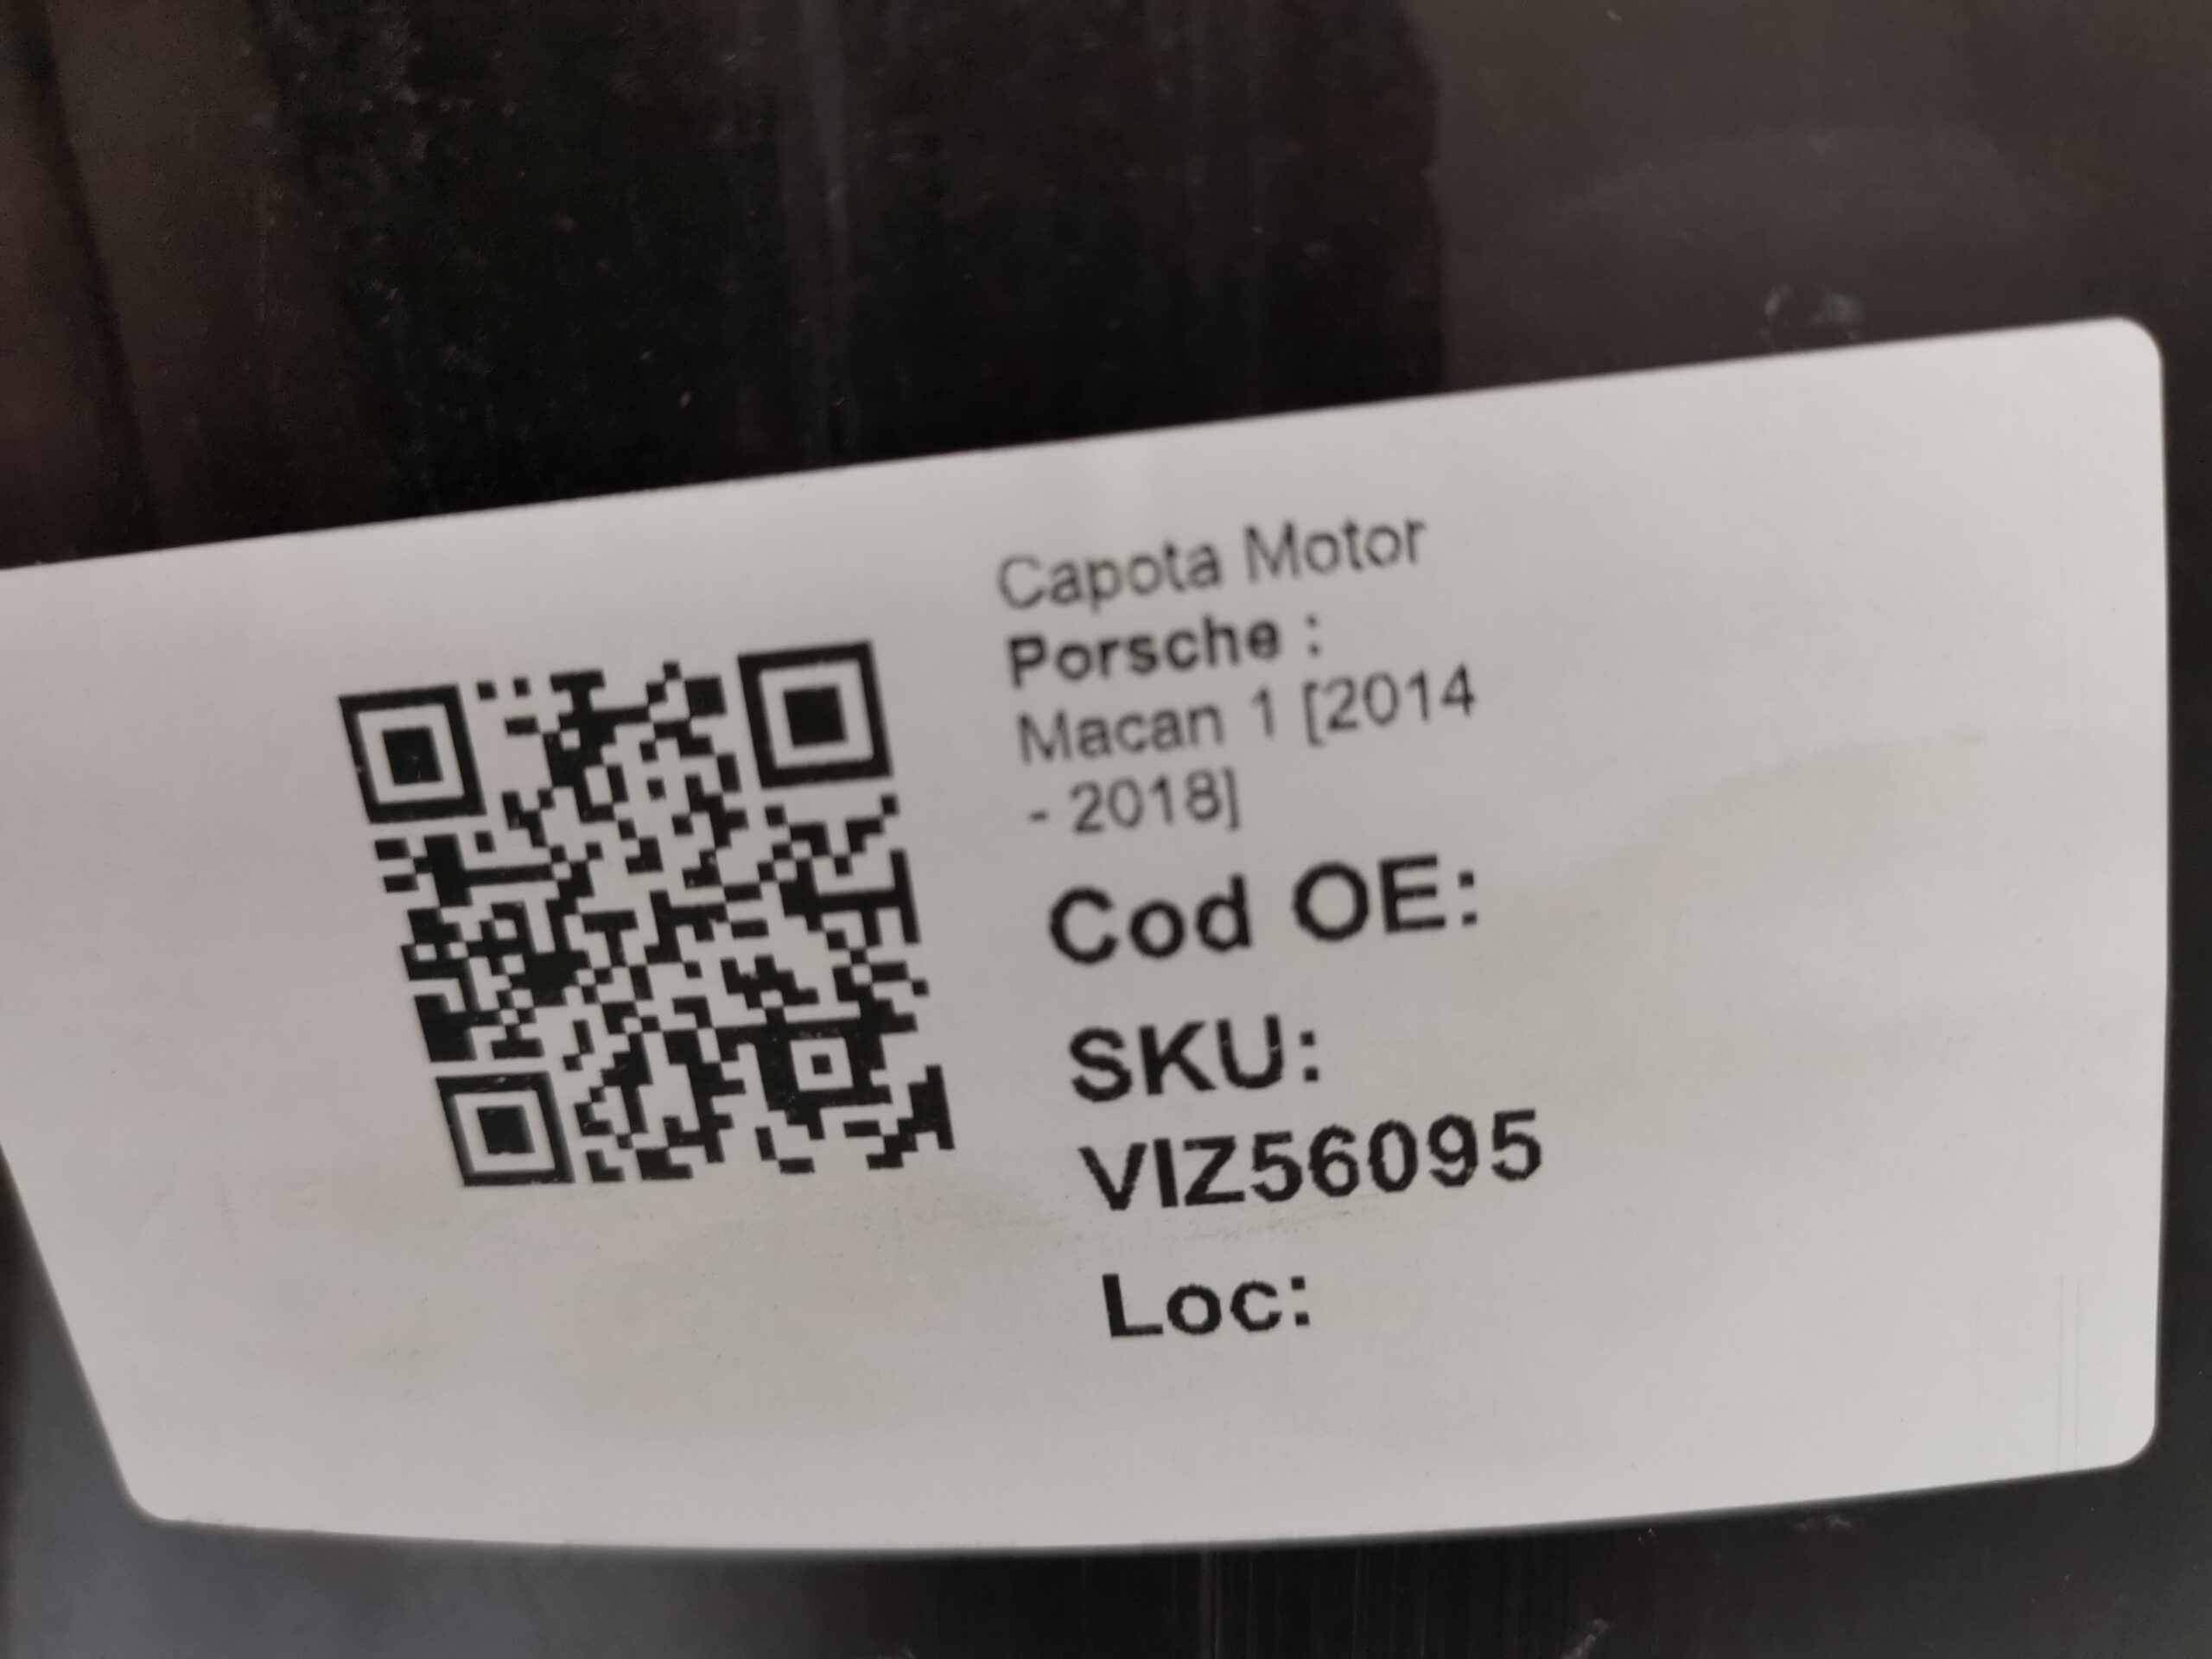 Capota Motor
Porsche :
Macan 1 [2014
- 2018]
Cod OE:
SKU:
VIZ56095
Loc: